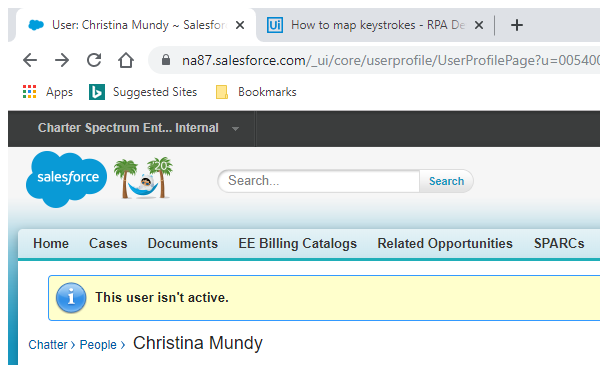 User: Christina Mundy ~ Salesfor
Ui
How to map keystrokes - RPA De
na87.salesforce.com/_ui/core/userprofile/UserProfilePage?u=005400
Apps
Suggested Sites
Bookmarks
Charter Spectrum Ent... Internal
salesforce
20
Search...
Search
Home Cases Documents EE Billing Catalogs Related Opportunities SPARCs
This user isn't active.
Chatter › People › Christina Mundy